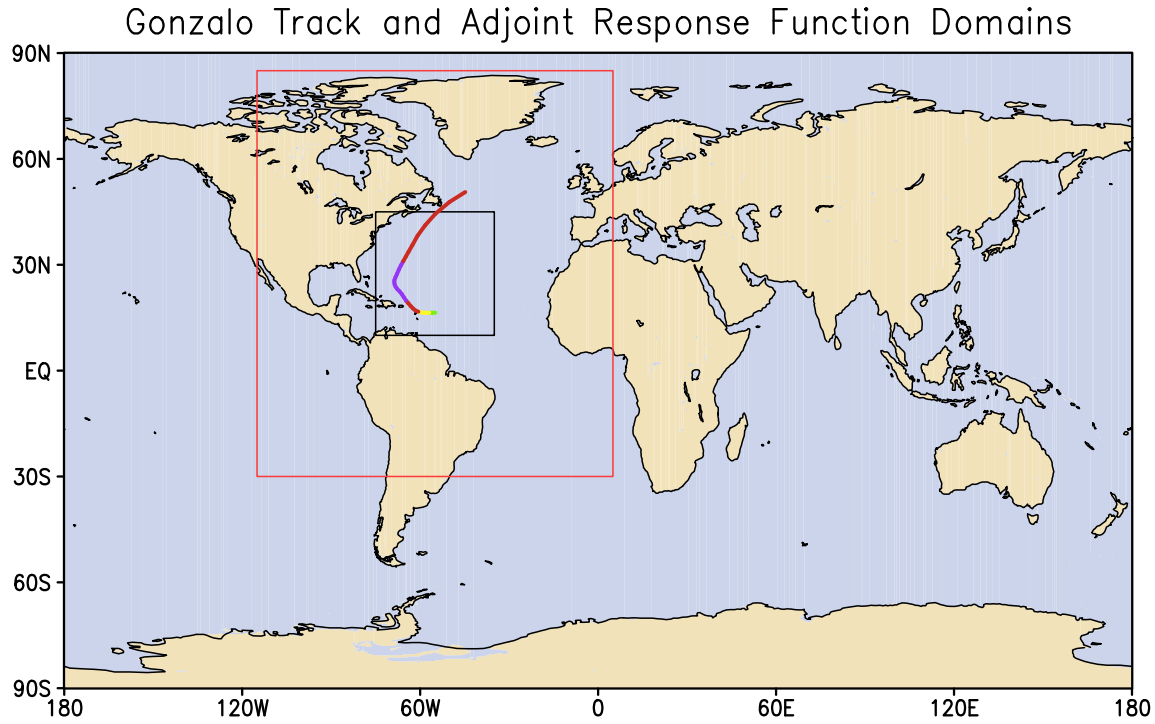 Gonzalo Track and Adjoint Response Function Domains
90N
60N
30N
EQ
30S
60S
90S
180 120W 60W 0 60E 120E 180